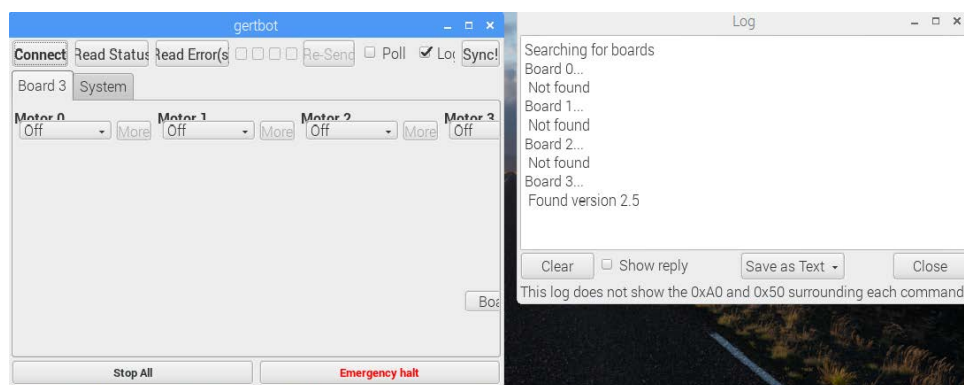 gertbot
Connect Read Status Read Error(s Re-Send Poll Log Sync!
Board 3 System
Motor 0 Motor 1 Motor 2 Motor 3
Off More Off More Off More Off
Boa
Stop All Emergency halt
Log
Searching for boards
Board 0...
Not found
Board 1...
Not found
Board 2...
Not found
Board 3...
Found version 2.5
Clear Show reply Save as Text Close
This log does not show the 0xA0 and 0x50 surrounding each command